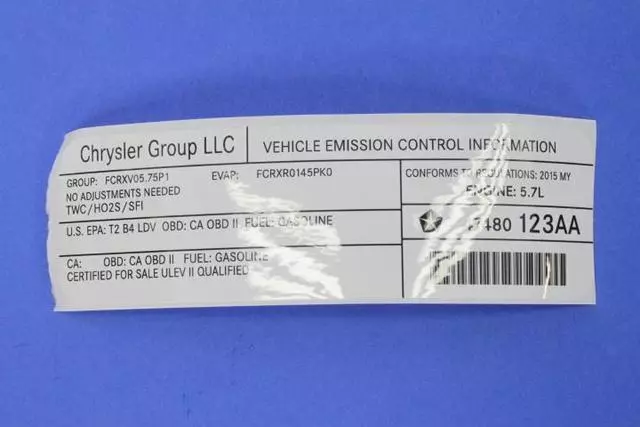 Chrysler Group LLC
VEHICLE EMISSION CONTROL INFORMATION
GROUP: FCRXV05.75P1 EVAP: FCRXR0145PK0
NO ADJUSTMENTS NEEDED
TWC/HO2S/SFI
CONFORMS TO REGULATIONS: 2015 MY
ENGINE: 5.7L
U.S. EPA: T2 B4 LDV OBD: CA OBD II FUEL: GASOLINE
123AA
CA: OBD: CA OBD II FUEL: GASOLINE
CERTIFIED FOR SALE ULEV II QUALIFIED